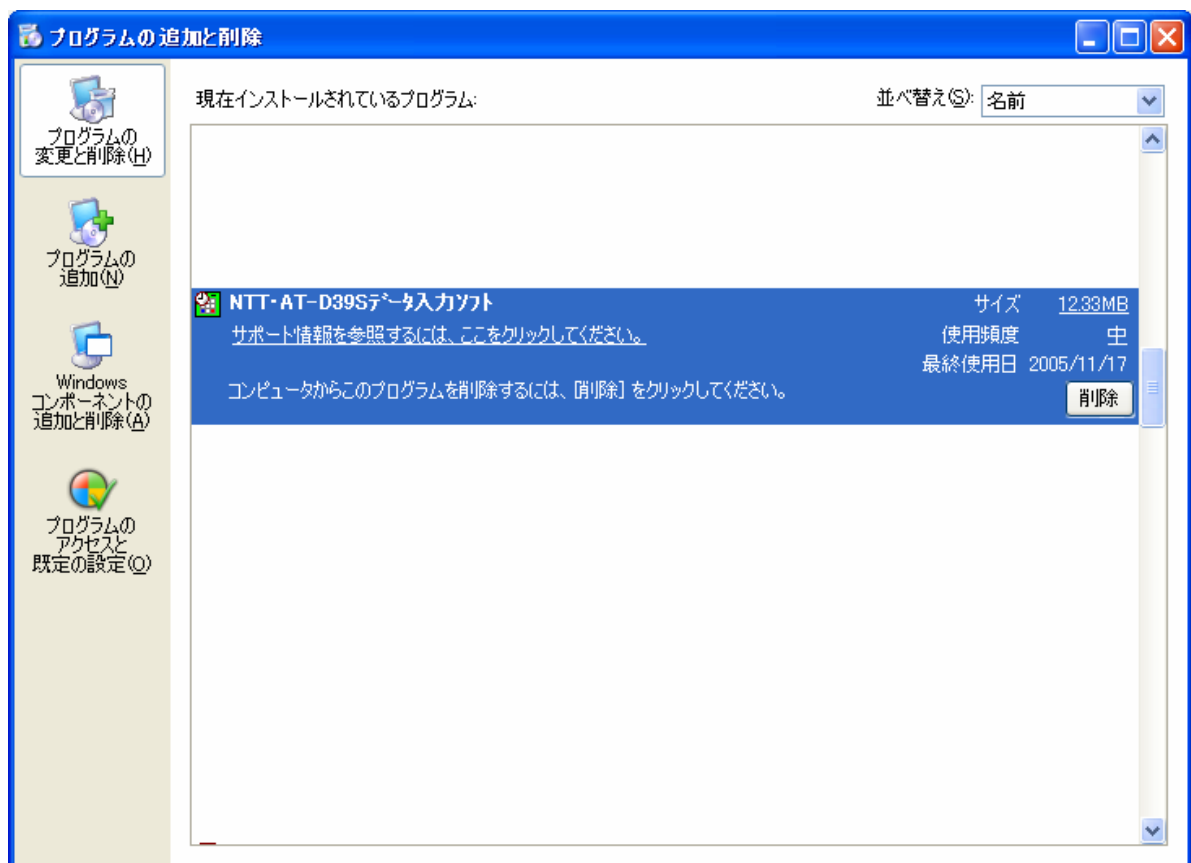 プログラムの追加と削除
プログラムの
変更と削除(H)
プログラムの
追加(N)
Windows
コンポーネントの
追加と削除(A)
プログラムの
アクセスと
既定の設定(O)
現在インストールされているプログラム:
並べ替え(S): 名前
NTT・AT-D39Sﾃﾞｰﾀ入力ｿﾌﾄ
サイズ 12.33MB
サポート情報を参照するには、ここをクリックしてください。
使用頻度 中
最終使用日 2005/11/17
コンピュータからこのプログラムを削除するには、[削除] をクリックしてください。
削除